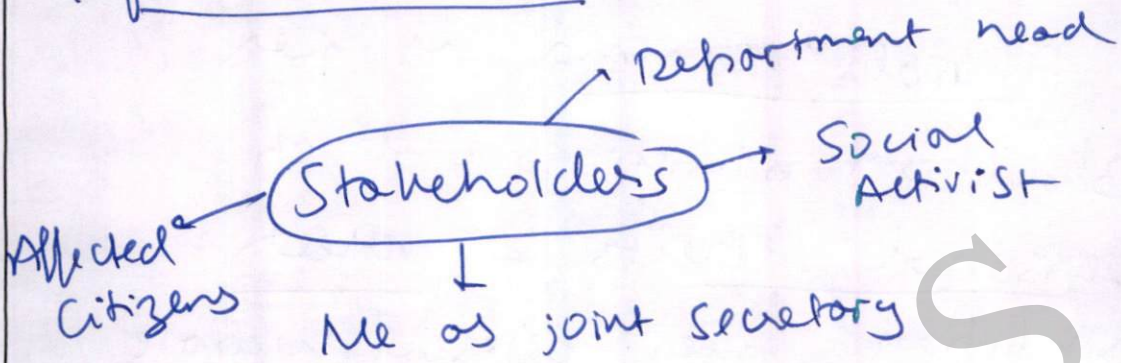 Department head
Stakeholders
Social
Activist
Affected
Citizens
Me as joint secretary
S